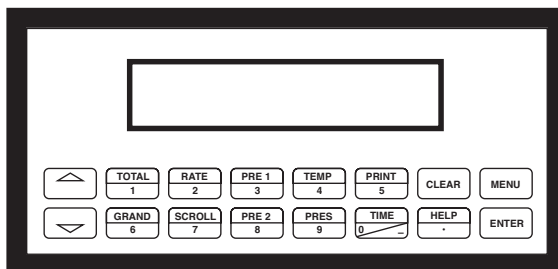 TOTAL RATE PRE 1 TEMP PRINT CLEAR MENU
1 2 3 4 5
GRAND SCROLL PRE 2 PRES TIME HELP ENTER
6 7 8 9 0 – .